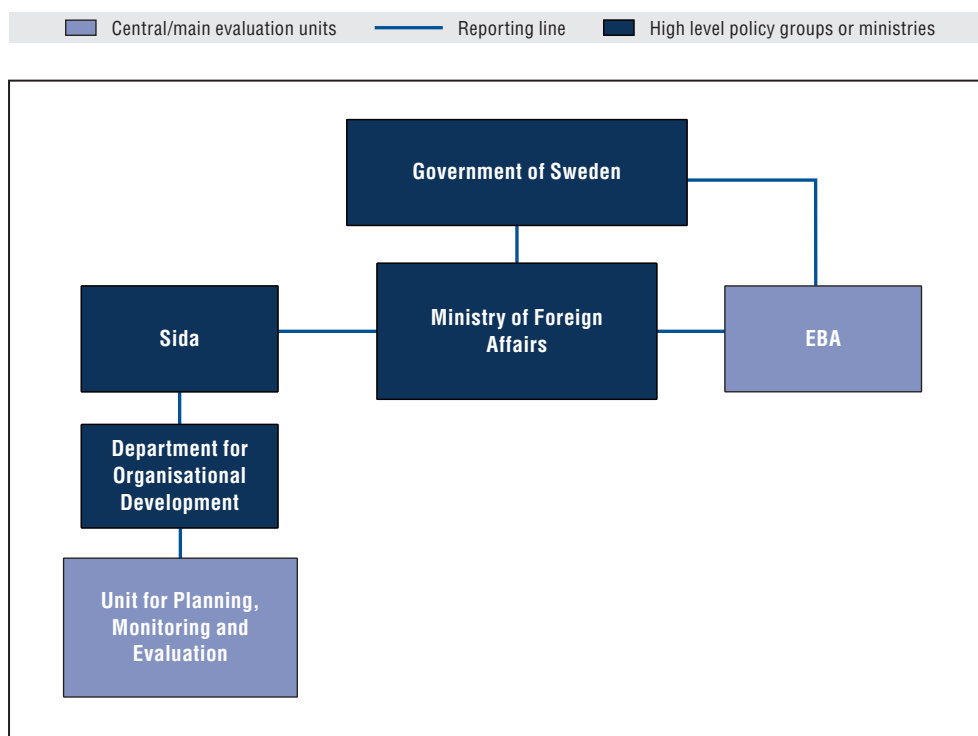 Central/main evaluation units
Reporting line
High level policy groups or ministries
Government of Sweden
Ministry of Foreign
Affairs
Sida
EBA
Department for
Organisational
Development
Unit for Planning,
Monitoring and
Evaluation